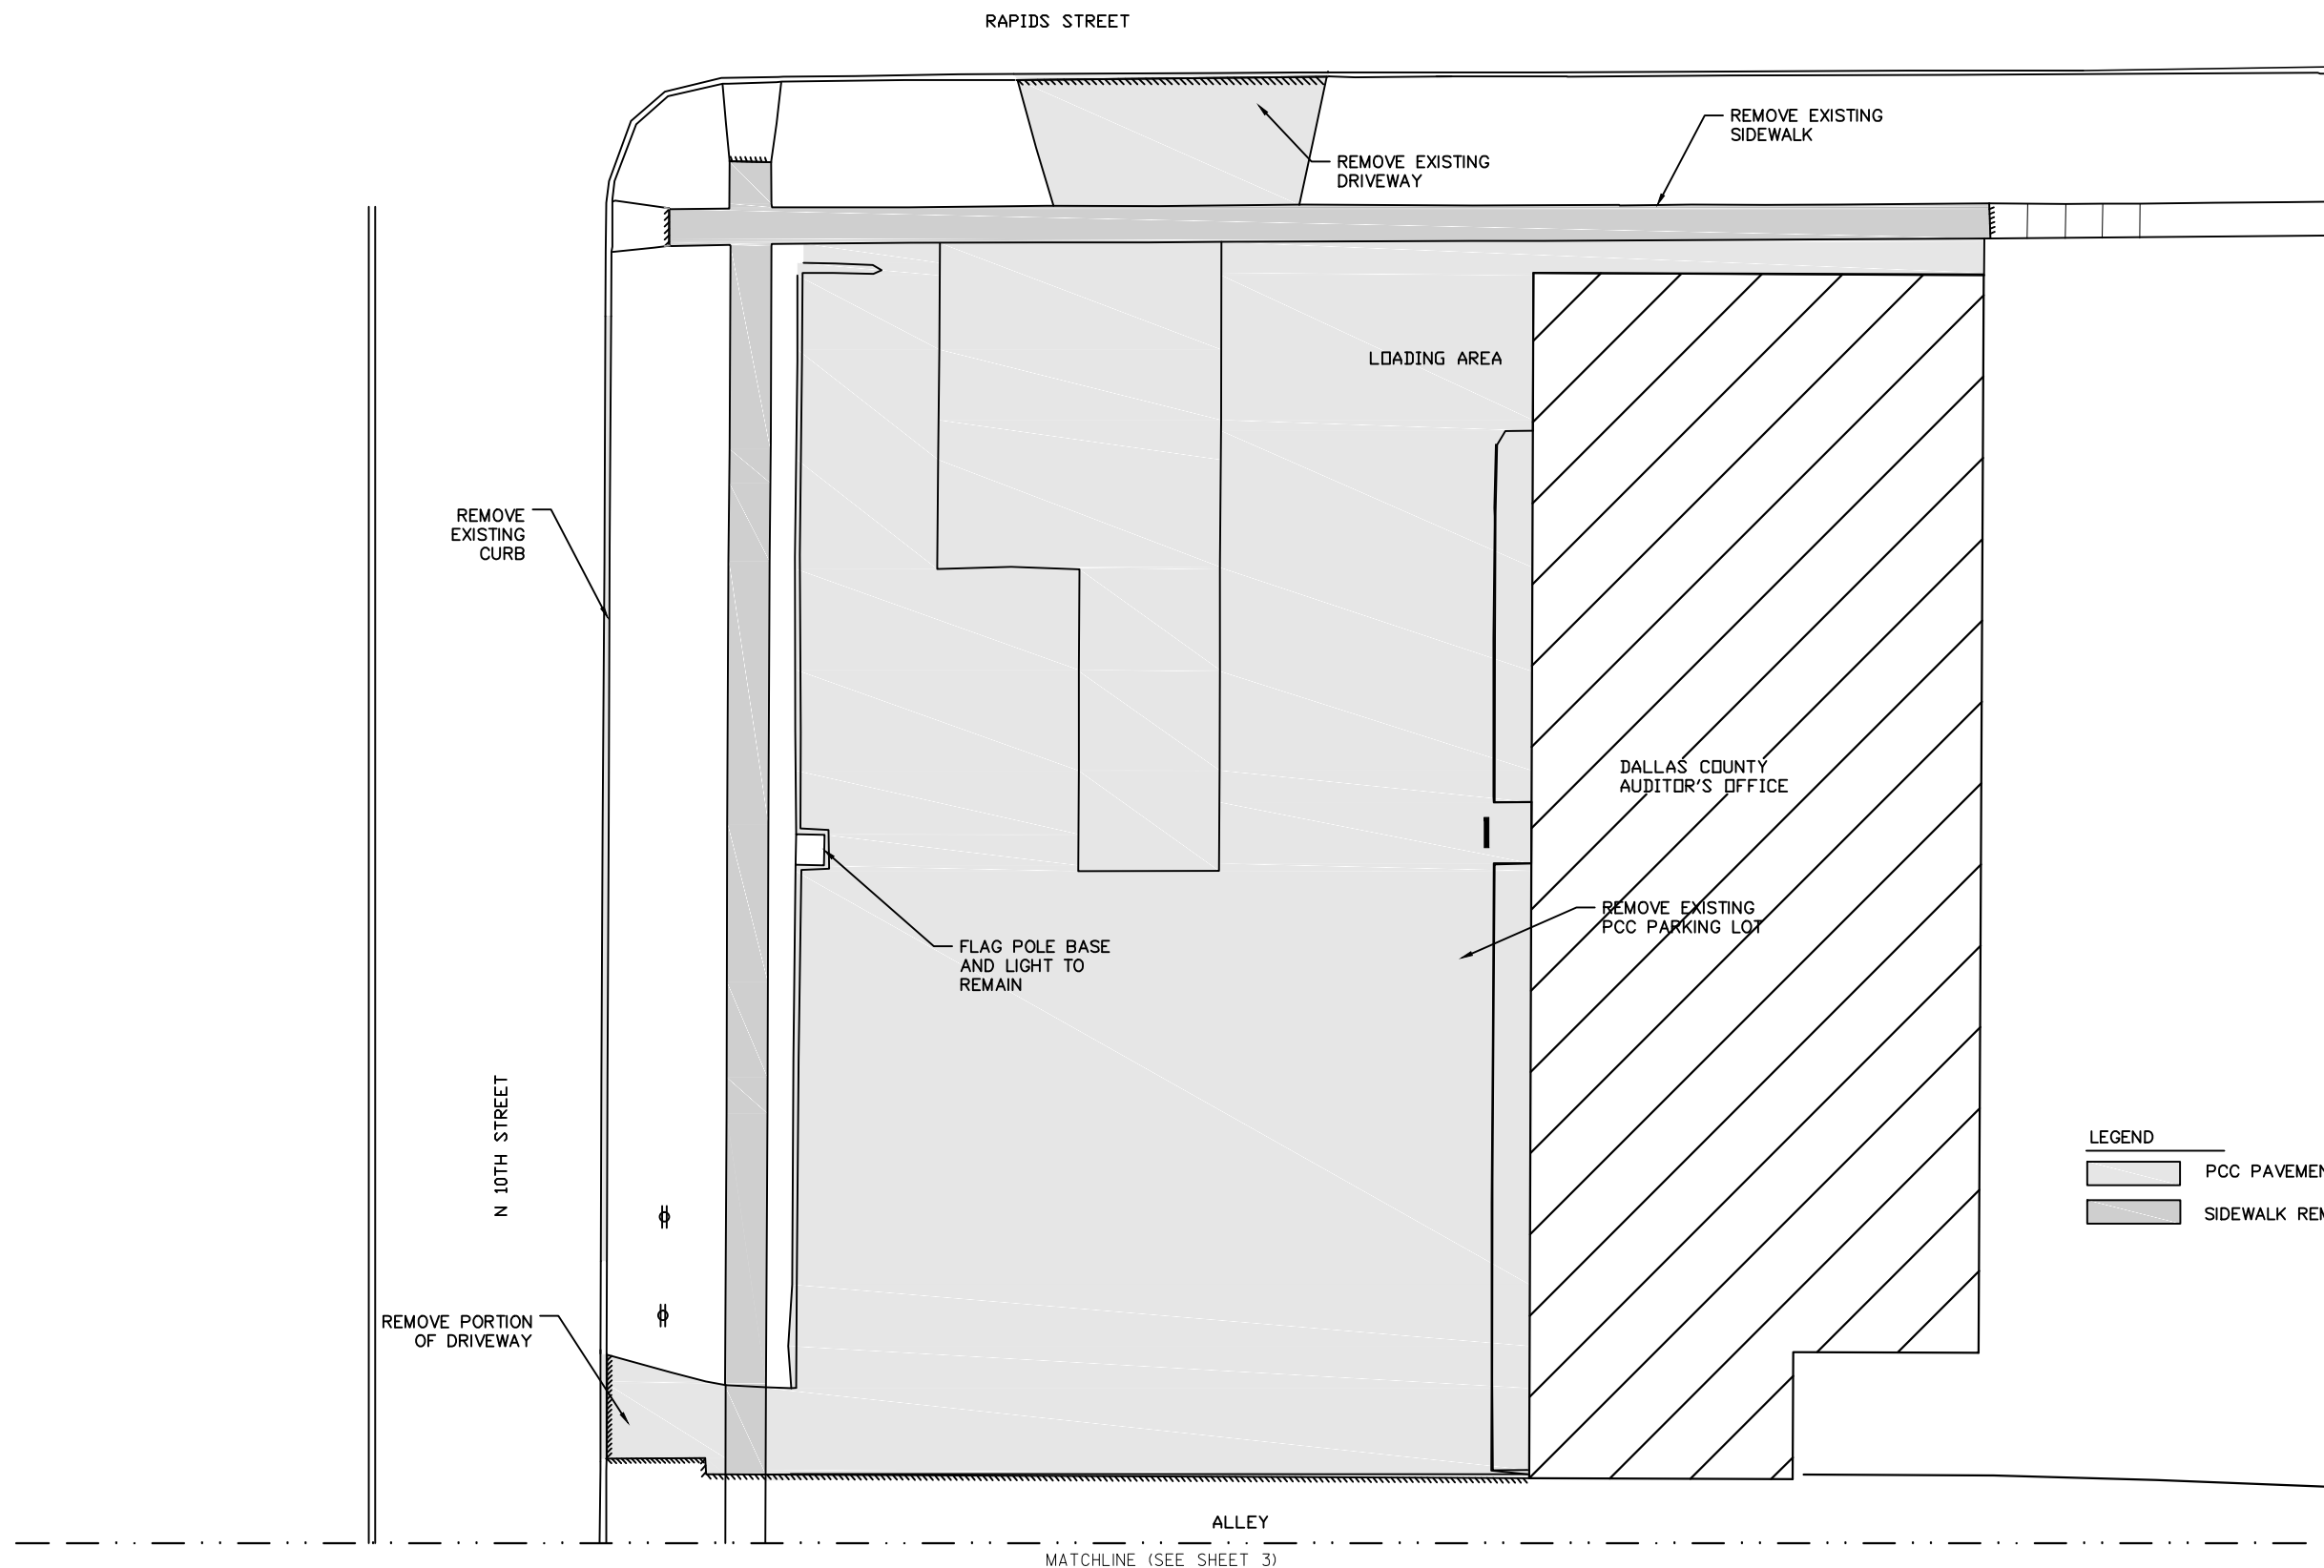 RAPIDS STREET
REMOVE EXISTING
SIDEWALK
REMOVE EXISTING
DRIVEWAY
LOADING AREA
REMOVE
EXISTING
CURB
DALLAS COUNTY
AUDITOR'S OFFICE
REMOVE EXISTING
PCC PARKING LOT
FLAG POLE BASE
AND LIGHT TO
REMAIN
N 10TH STREET
LEGEND
PCC
SIDEWALK
REMOVE PORTION
OF DRIVEWAY
ALLEY
MATCHLINE (SEE SHEET 3)